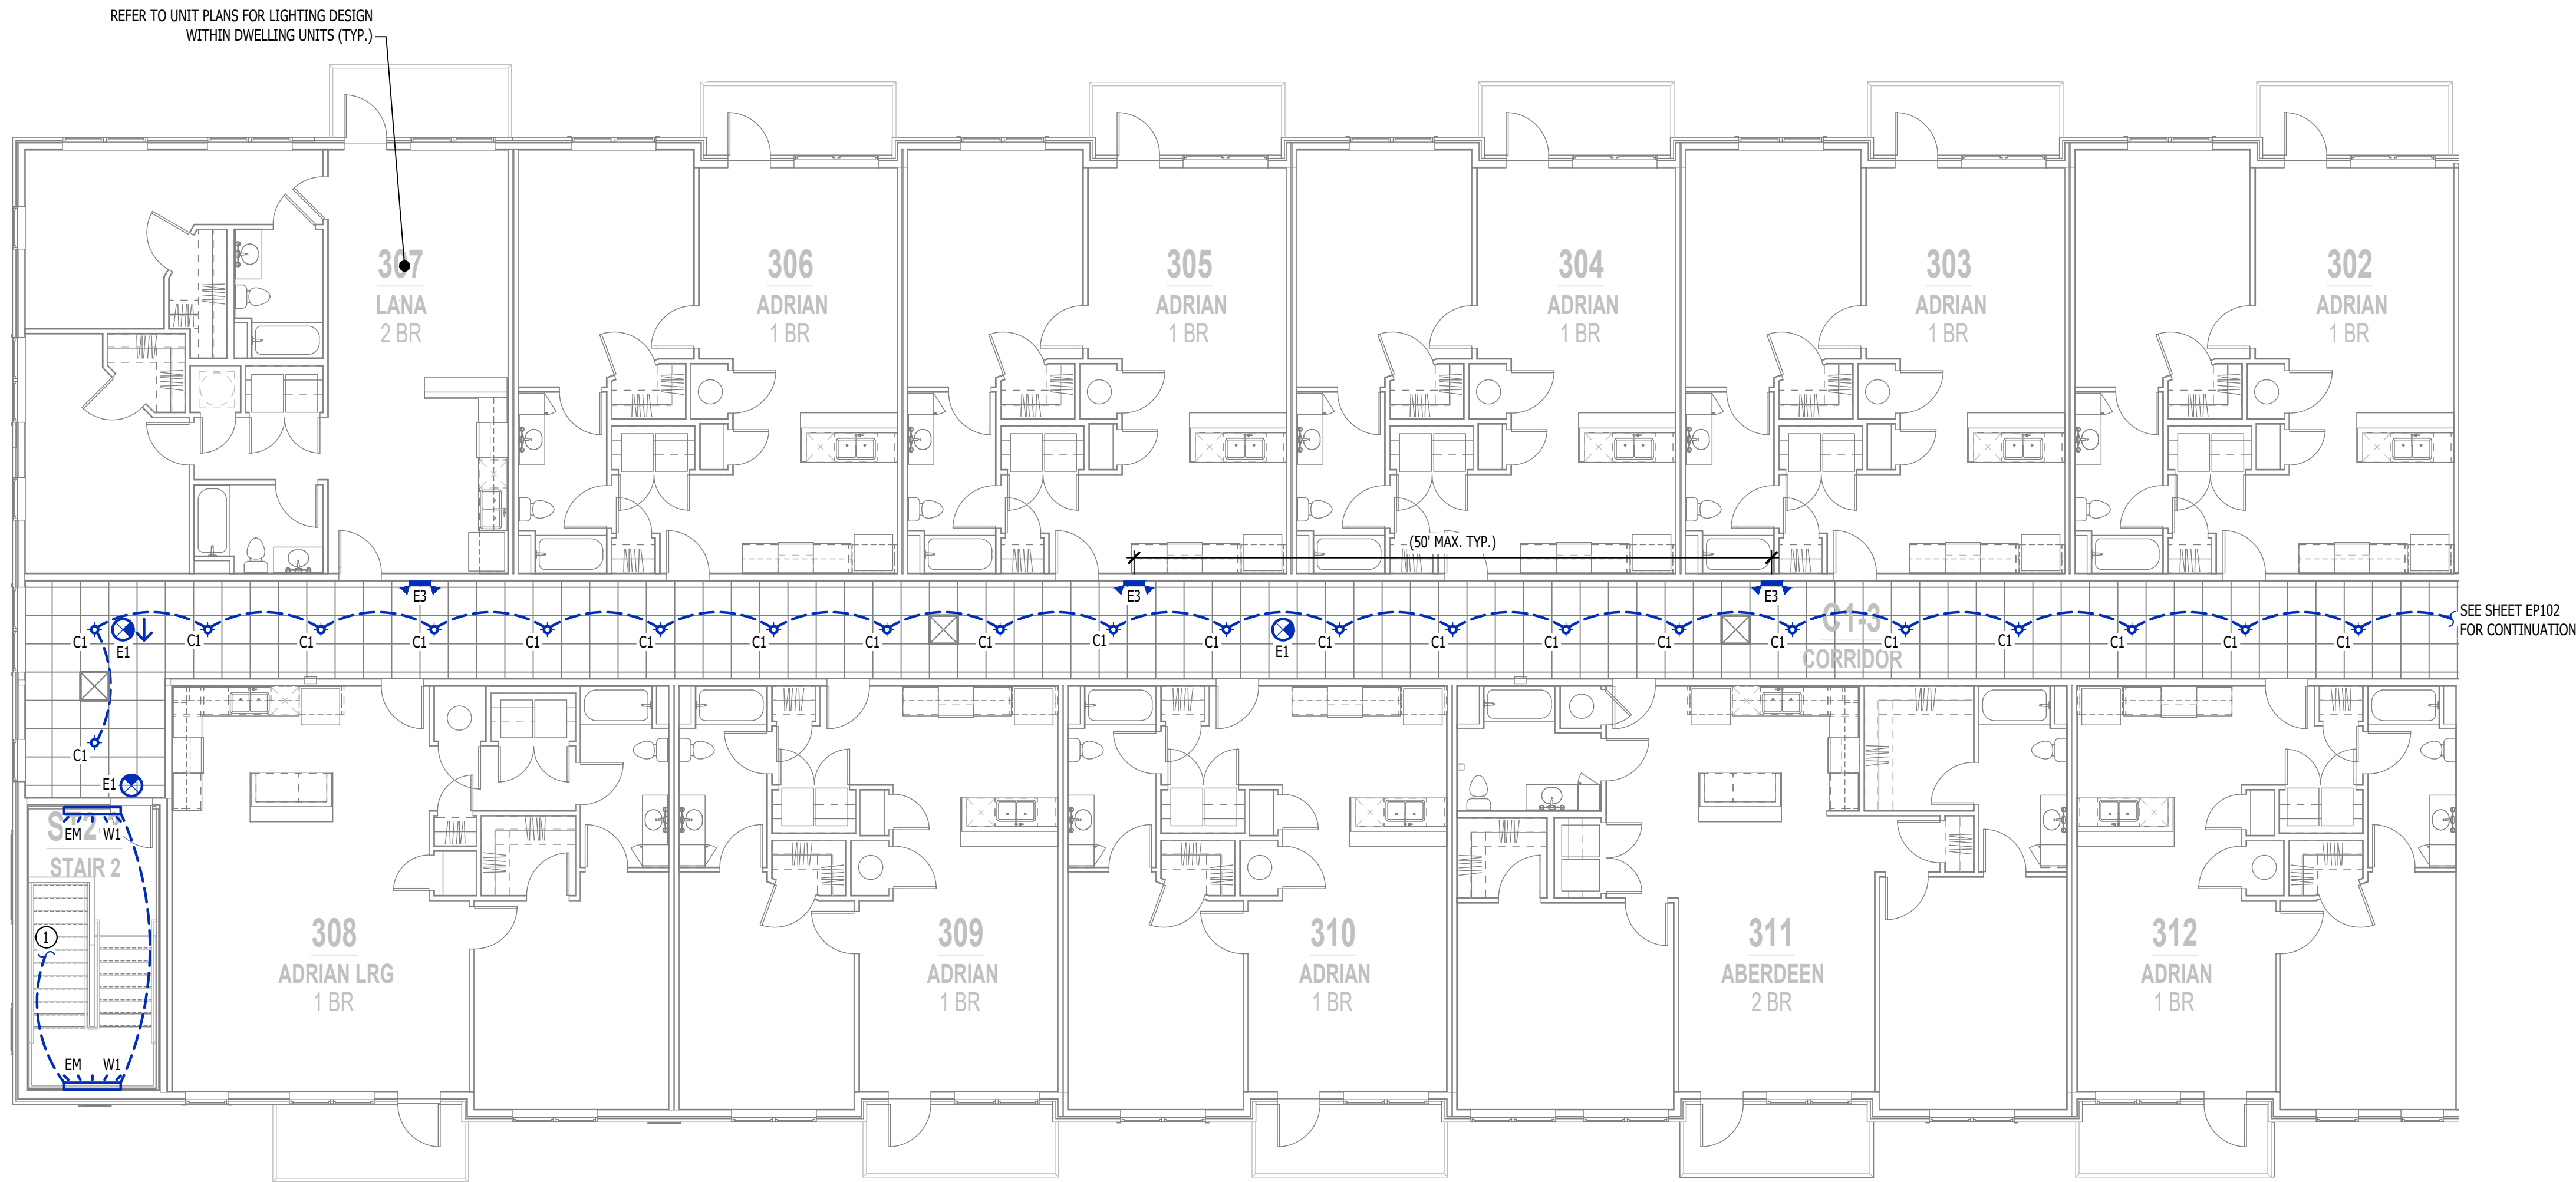 REFER TO UNIT PLANS FOR LIGHTING DESIGN
WITHIN DWELLING UNITS (TYP.)
307
LANA
2 BR
306
ADRIAN
1 BR
305
ADRIAN
1 BR
304
ADRIAN
1 BR
303
ADRIAN
1 BR
302
ADRIAN
1 BR
(50' MAX. TYP.)
E3
E3
E3
C1
E1
C1
C1
C1
C1
C1
C1
C1
C1
C1
C1
E1
C1
C1
C1
C1
C1
C1
C1
C1
C1
C1
C1-3
CORRIDOR
SEE SHEET EP102
FOR CONTINUATION
C1
E1
EM W1
STAIR 2
1
EM W1
308
ADRIAN LRG
1 BR
309
ADRIAN
1 BR
310
ADRIAN
1 BR
311
ABERDEEN
2 BR
312
ADRIAN
1 BR